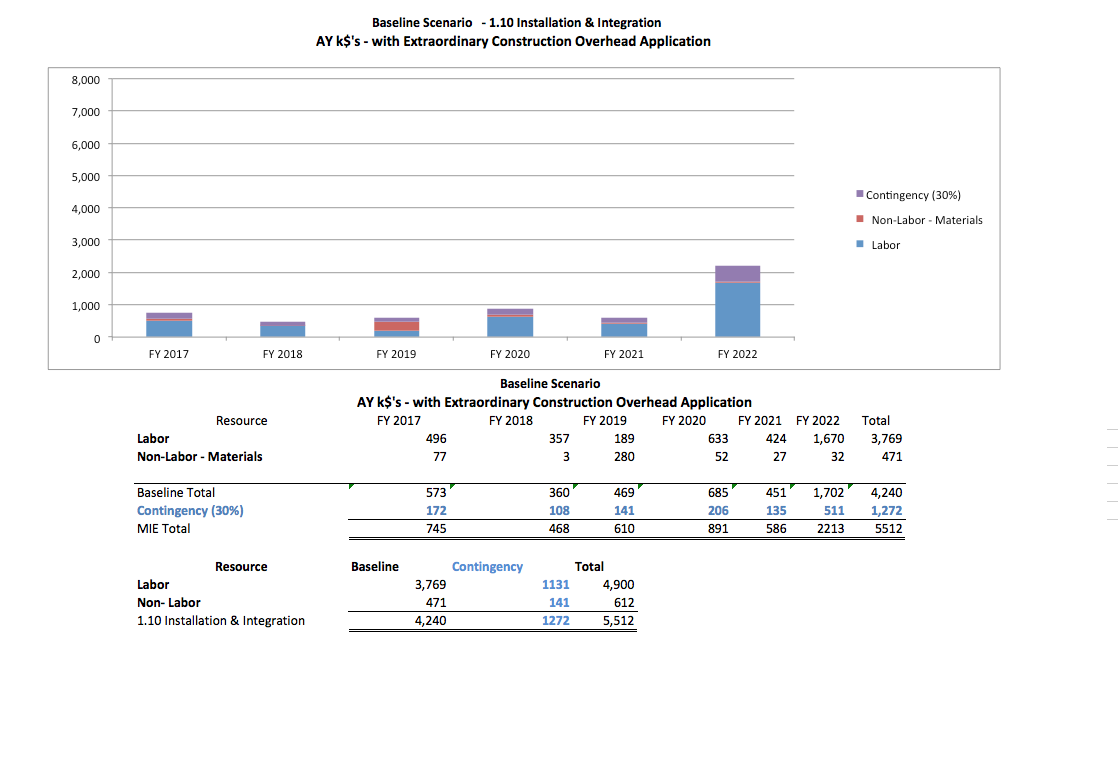 Baseline Scenario - 1.10 Installation & Integration
AY k$'s - with Extraordinary Construction Overhead Application
8,000
7,000
6,000
5,000
4,000
3,000
2,000
1,000
0
FY 2017 FY 2018 FY 2019 FY 2020 FY 2021 FY 2022
Contingency (30%)
Non-Labor - Materials
Labor
Baseline Scenario
AY k$'s - with Extraordinary Construction Overhead Application
Resource FY 2017 FY 2018 FY 2019 FY 2020 FY 2021 FY 2022 Total
Labor 496 357 189 633 424 1,670 3,769
Non-Labor - Materials 77 3 280 52 27 32 471
Baseline Total 573 360 469 685 451 1,702 4,240
Contingency (30%) 172 108 141 206 135 511 1,272
MIE Total 745 468 610 891 586 2213 5512
Resource Baseline Contingency Total
Labor 3,769 1131 4,900
Non- Labor 471 141 612
1.10 Installation & Integration 4,240 1272 5,512